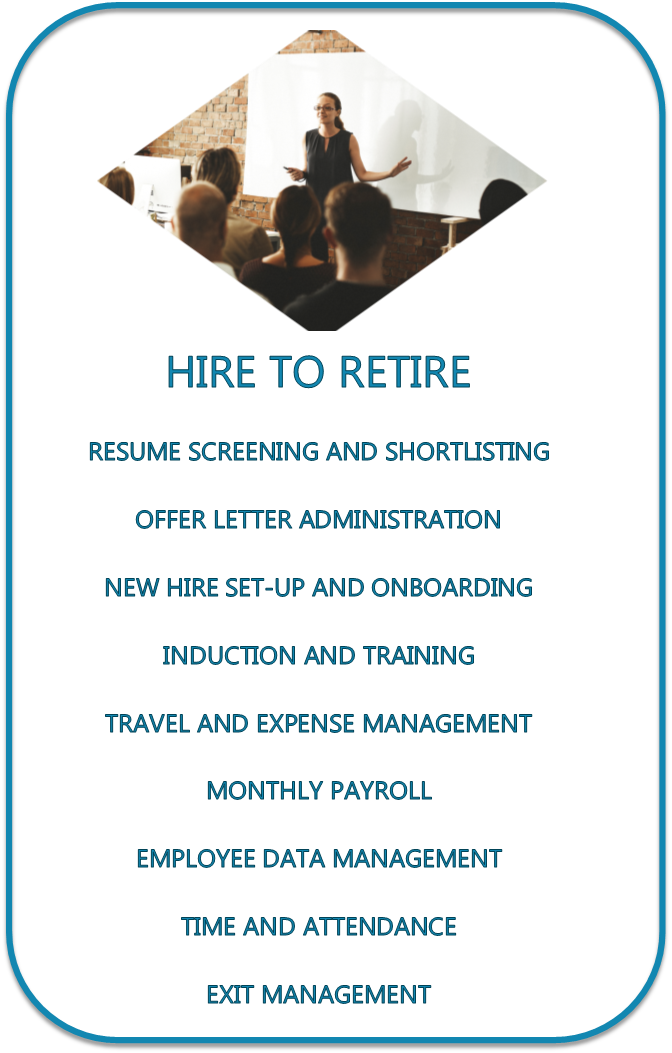 HIRE TO RETIRE
RESUME SCREENING AND SHORTLISTING
OFFER LETTER ADMINISTRATION
NEW HIRE SET-UP AND ONBOARDING
INDUCTION AND TRAINING
TRAVEL AND EXPENSE MANAGEMENT
MONTHLY PAYROLL
EMPLOYEE DATA MANAGEMENT
TIME AND ATTENDANCE
EXIT MANAGEMENT